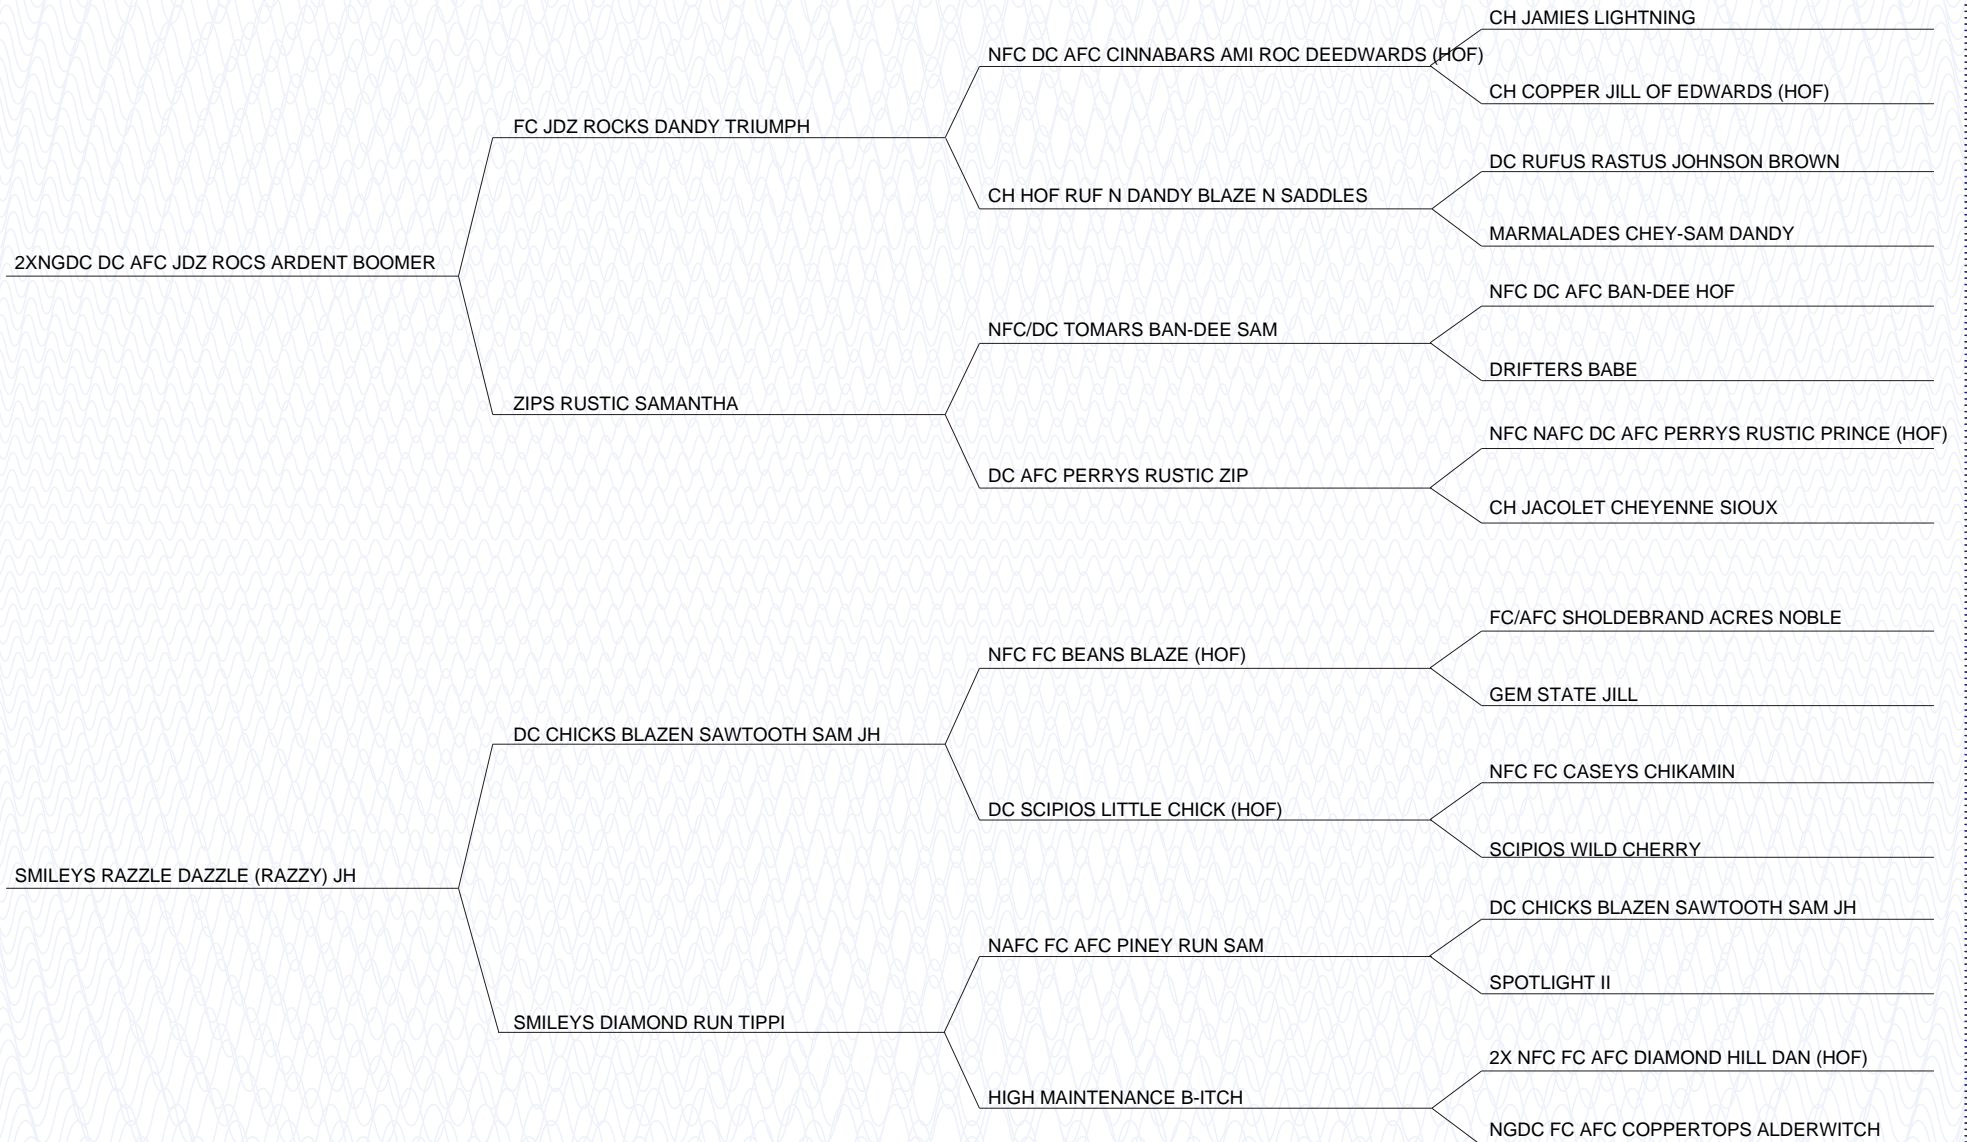 CH JAMIES LIGHTNING
NFC DC AFC CINNABARS AMI ROC DEEDWARDS (HOF)
CH COPPER JILL OF EDWARDS (HOF)
FC JDZ ROCKS DANDY TRIUMPH
DC RUFUS RASTUS JOHNSON BROWN
CH HOF RUF N DANDY BLAZE N SADDLES
MARMALADES CHEY-SAM DANDY
2XNGDC DC AFC JDZ ROCS ARDENT BOOMER
NFC DC AFC BAN-DEE HOF
NFC/DC TOMARS BAN-DEE SAM
DRIFTERS BABE
ZIPS RUSTIC SAMANTHA
NFC NAFC DC AFC PERRYS RUSTIC PRINCE (HOF)
DC AFC PERRYS RUSTIC ZIP
CH JACOLET CHEYENNE SIOUX
FC/AFC SHOLDEBRAND ACRES NOBLE
NFC FC BEANS BLAZE (HOF)
GEM STATE JILL
DC CHICKS BLAZEN SAWTOOTH SAM JH
NFC FC CASEYS CHIKAMIN
DC SCIPIOS LITTLE CHICK (HOF)
SCIPIOS WILD CHERRY
SMILEYS RAZZLE DAZZLE (RAZZY) JH
DC CHICKS BLAZEN SAWTOOTH SAM JH
NAFC FC AFC PINEY RUN SAM
SPOTLIGHT II
SMILEYS DIAMOND RUN TIPPI
2X NFC FC AFC DIAMOND HILL DAN (HOF)
HIGH MAINTENANCE B-ITCH
NGDC FC AFC COPPERTOPS ALDERWITCH